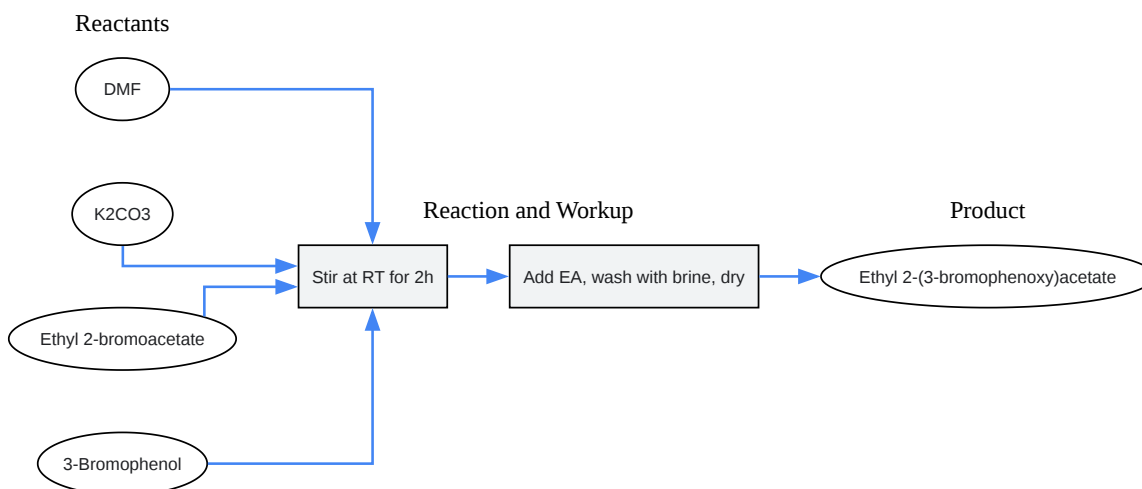 Reactants
DMF
K2CO3
Reaction and Workup
Product
Stir at RT for 2h
Add EA, wash with brine, dry
Ethyl 2-(3-bromophenoxy)acetate
Ethyl 2-bromoacetate
3-Bromophenol